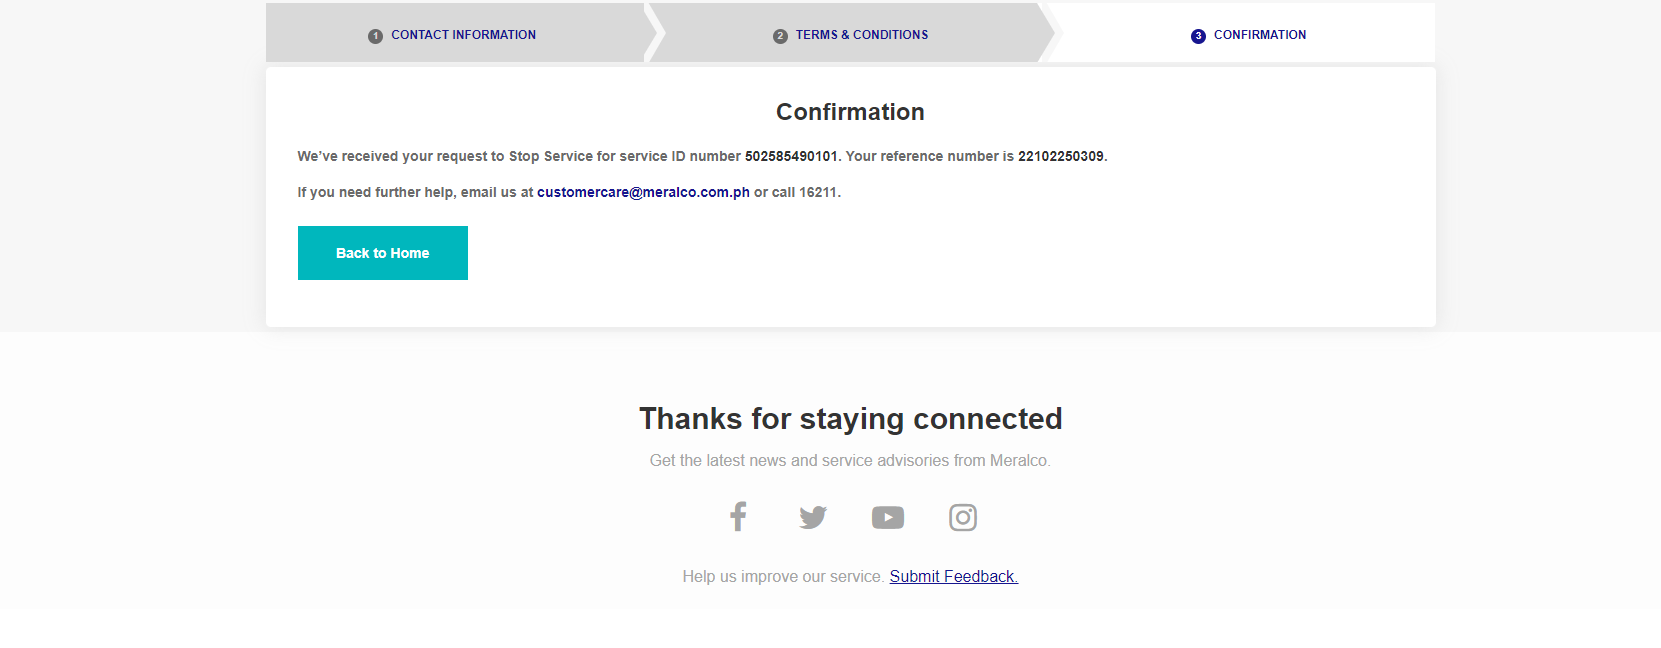 1 CONTACT INFORMATION
2 TERMS & CONDITIONS
3 CONFIRMATION
Confirmation
We've received your request to Stop Service for service ID number 502585490101. Your reference number is 22102250309.
If you need further help, email us at customercare@meralco.com.ph or call 16211.
Back to Home
Thanks for staying connected
Get the latest news and service advisories from Meralco.
Help us improve our service. Submit Feedback.